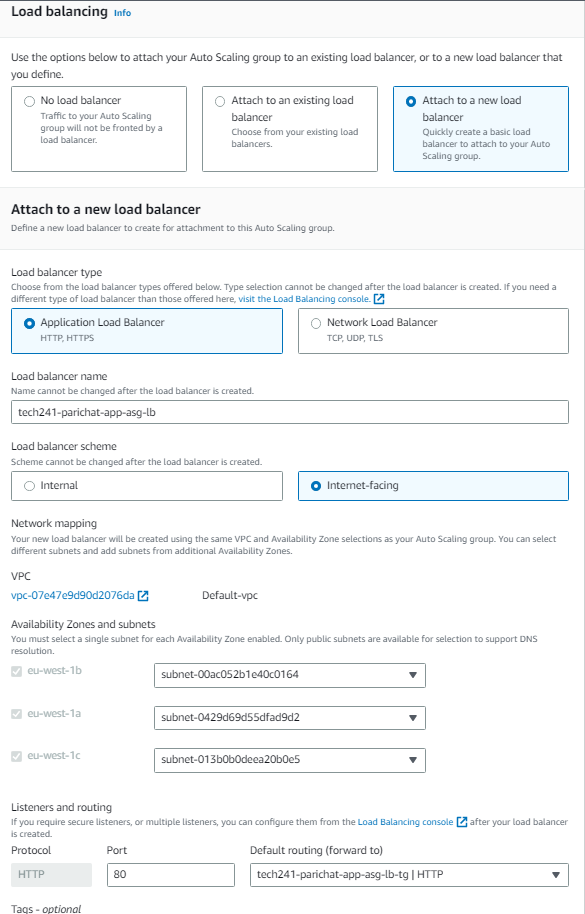 Load balancing Info
Use the options below to attach your Auto Scaling group to an existing load balancer, or to a new load balancer that
you define.
No load balancer
Traffic to your Auto Scaling
group will not be fronted by a
load balancer.
Attach to an existing load
balancer
Choose from your existing load
balancers.
Attach to a new load
balancer
Quickly create a basic load
balancer to attach to your Auto
Scaling group.
Attach to a new load balancer
Define a new load balancer to create for attachment to this Auto Scaling group.
Load balancer type
Choose from the load balancer types offered below. Type selection cannot be changed after the load balancer is created. If you need a
different type of load balancer than those offered here, visit the Load Balancing console.
Application Load Balancer
HTTP, HTTPS
Network Load Balancer
TCP, UDP, TLS
Load balancer name
Name cannot be changed after the load balancer is created.
tech241-parichat-app-asg-lb
Load balancer scheme
Scheme cannot be changed after the load balancer is created.
Internal
Internet-facing
Network mapping
Your new load balancer will be created using the same VPC and Availability Zone selections as your Auto Scaling group. You can select
different subnets and add subnets from additional Availability Zones.
VPC
vpc-07e47e9d90d2076da Default-vpc
Availability Zones and subnets
You must select a single subnet for each Availability Zone enabled. Only public subnets are available for selection to support DNS
resolution.
eu-west-1b subnet-00ac052b1e40c0164
eu-west-1a subnet-0429d69d55dfad9d2
eu-west-1c subnet-013b0b0deea20b0e5
Listeners and routing
If you require secure listeners, or multiple listeners, you can configure them from the Load Balancing console after your load balancer
is created.
Protocol Port Default routing (forward to)
HTTP 80 tech241-parichat-app-asg-lb-tg | HTTP
Tags - optional